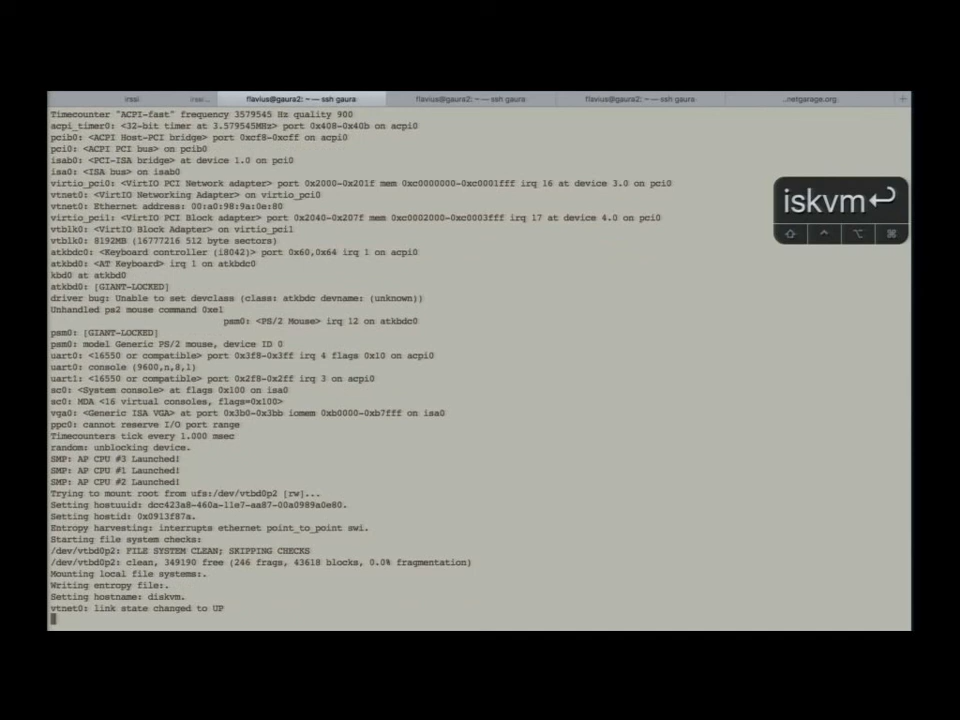 irssi
irssi...
flavius@gaura2: ~ — ssh gaura
flavius@gaura2: ~ — ssh gaura
flavius@gaura2: ~ — ssh gaura
...netgarage.org
+
Timecounter "ACPI-fast" frequency 3579545 Hz quality 900
acpi_timer0: <32-bit timer at 3.579545MHz> port 0x408-0x40b on acpi0
pcib0: <ACPI Host-PCI bridge> port 0xcf8-0xcff on acpi0
pci0: <ACPI PCI bus> on pcib0
isab0: <PCI-ISA bridge> at device 1.0 on pci0
isa0: <ISA bus> on isab0
virtio_pci0: <VirtIO PCI Network adapter> port 0x2000-0x201f mem 0xc0000000-0xc0001fff irq 16 at device 3.0 on pci0
vtnet0: <VirtIO Networking Adapter> on virtio_pci0
vtnet0: Ethernet address: 00:a0:98:9a:0e:80
virtio_pci1: <VirtIO PCI Block adapter> port 0x2040-0x207f mem 0xc0002000-0xc0003fff irq 17 at device 4.0 on pci0
vtblk0: <VirtIO Block Adapter> on virtio_pci1
vtblk0: 8192MB (16777216 512 byte sectors)
atkbdc0: <Keyboard controller (i8042)> port 0x60,0x64 irq 1 on acpi0
atkbd0: <AT Keyboard> irq 1 on atkbdc0
kbd0 at atkbd0
atkbd0: [GIANT-LOCKED]
driver bug: Unable to set devclass (class: atkbdc devname: (unknown))
Unhandled ps2 mouse command 0xe1
psm0: <PS/2 Mouse> irq 12 on atkbdc0
psm0: [GIANT-LOCKED]
psm0: model Generic PS/2 mouse, device ID 0
uart0: <16550 or compatible> port 0x3f8-0x3ff irq 4 flags 0x10 on acpi0
uart0: console (9600,n,8,1)
uart1: <16550 or compatible> port 0x2f8-0x2ff irq 3 on acpi0
sc0: <System console> at flags 0x100 on isa0
sc0: MDA <16 virtual consoles, flags=0x100>
vga0: <Generic ISA VGA> at port 0x3b0-0x3bb iomem 0xb0000-0xb7fff on isa0
ppc0: cannot reserve I/O port range
Timecounters tick every 1.000 msec
random: unblocking device.
SMP: AP CPU #3 Launched!
SMP: AP CPU #1 Launched!
SMP: AP CPU #2 Launched!
Trying to mount root from ufs:/dev/vtbd0p2 [rw]...
Setting hostuuid: dcc423a8-460a-11e7-aa87-00a0989a0e80.
Setting hostid: 0x0913f87a.
Entropy harvesting: interrupts ethernet point_to_point swi.
Starting file system checks:
/dev/vtbd0p2: FILE SYSTEM CLEAN; SKIPPING CHECKS
/dev/vtbd0p2: clean, 349190 free (246 frags, 43618 blocks, 0.0% fragmentation)
Mounting local file systems:.
Writing entropy file:.
Setting hostname: diskvm.
vtnet0: link state changed to UP
iskvm↩
⇧ ⌃ ⌥ ⌘